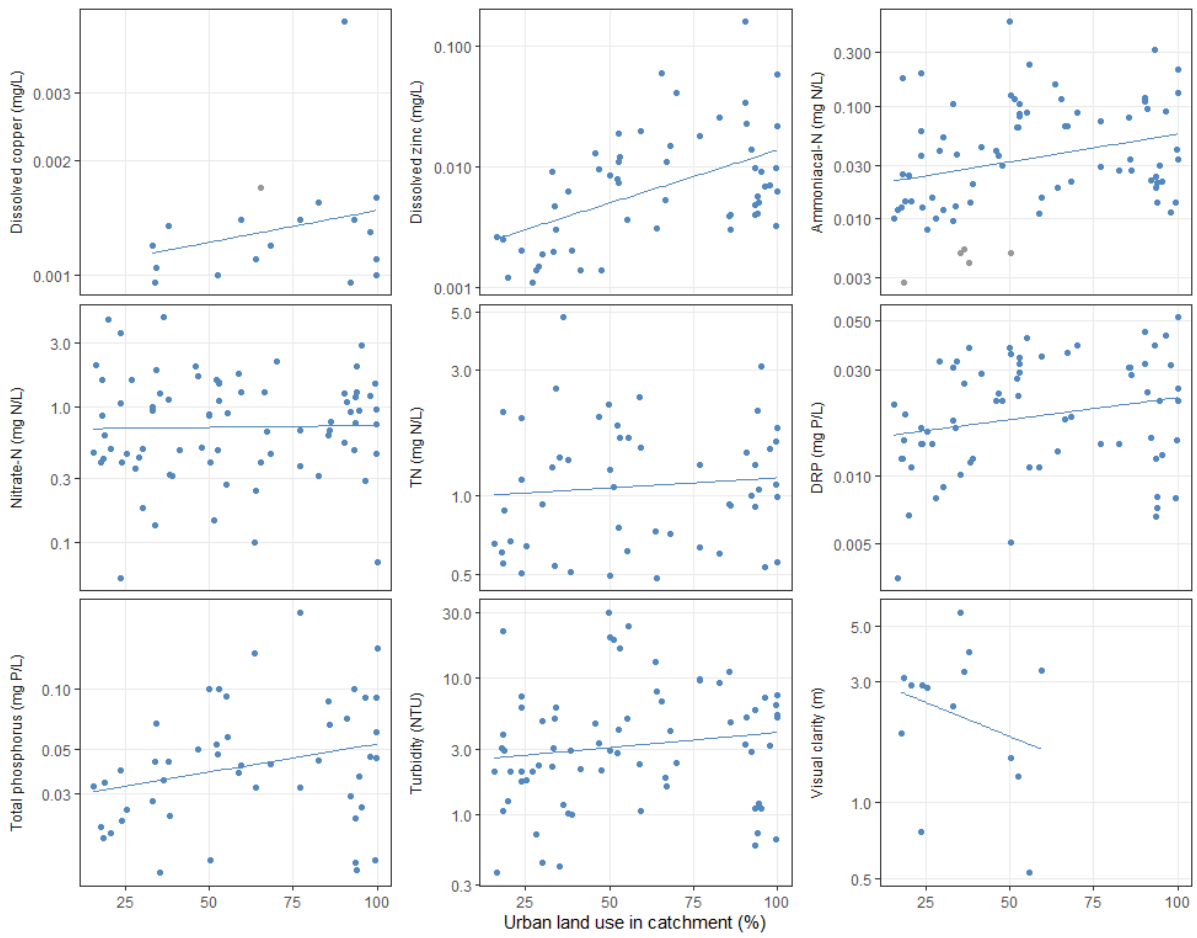 Dissolved copper (mg/L)
0.003
0.002
0.001
Dissolved zinc (mg/L)
0.100
0.010
0.001
Ammoniacal-N (mg N/L)
0.300
0.100
0.030
0.010
0.003
Nitrate-N (mg N/L)
3.0
1.0
0.3
0.1
TN (mg N/L)
5.0
3.0
1.0
0.5
DRP (mg P/L)
0.050
0.030
0.010
0.005
Total phosphorus (mg P/L)
0.10
0.05
0.03
Turbidity (NTU)
30.0
10.0
3.0
1.0
0.3
Visual clarity (m)
5.0
3.0
1.0
0.5
25 50 75 100
25 50 75 100
25 50 75 100
Urban land use in catchment (%)